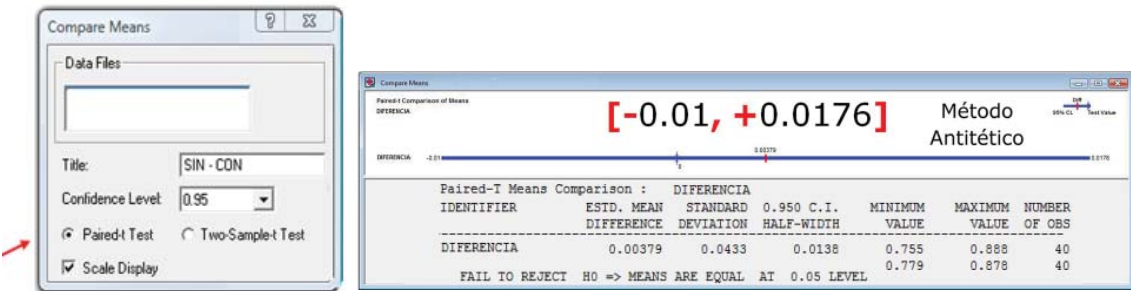 Compare Means
Data Files
Title: SIN - CON
Confidence Level: 0.95
Paired-t Test Two-Sample-t Test
Scale Display
Compare Means
Paired-t Comparison of Means
DIFERENCIA
[-0.01, +0.0176]
Método
Antitético
Diff
95% CL Test Value
0.00379
DIFERENCIA -0.01 0.0176
0
Paired-T Means Comparison : DIFERENCIA
IDENTIFIER ESTD. MEAN STANDARD 0.950 C.I. MINIMUM MAXIMUM NUMBER
DIFFERENCE DEVIATION HALF-WIDTH VALUE VALUE OF OBS
DIFERENCIA 0.00379 0.0433 0.0138 0.755 0.888 40
0.779 0.878 40
FAIL TO REJECT H0 => MEANS ARE EQUAL AT 0.05 LEVEL